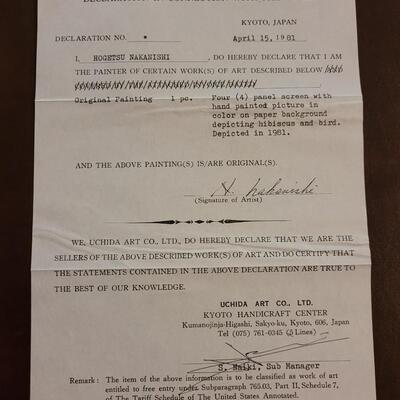 KYOTO, JAPAN
DECLARATION NO. * April 15, 1981
I, HOGETSU NAKANISHI, DO HEREBY DECLARE THAT I AM
THE PAINTER OF CERTAIN WORK(S) OF ART DESCRIBED BELOW
Original Painting 1 pc. Four (4) panel screen with
hand painted picture in
color on paper background
depicting hibiscus and bird.
Depicted in 1981.
AND THE ABOVE PAINTING(S) IS/ARE ORIGINAL(S).
H. Nakanishi
(Signature of Artist)
WE, UCHIDA ART CO., LTD., DO HEREBY DECLARE THAT WE ARE THE
SELLERS OF THE ABOVE DESCRIBED WORK(S) OF ART AND DO CERTIFY THAT
THE STATEMENTS CONTAINED IN THE ABOVE DECLARATION ARE TRUE TO
THE BEST OF OUR KNOWLEDGE.
UCHIDA ART CO., LTD.
KYOTO HANDICRAFT CENTER
Kumanojinja-Higashi, Sakyo-ku, Kyoto, 606, Japan
Tel (075) 761-0345 Lines)
S. Maiki, Sub Manager
Remark: The item of the above information is to be classified as work of art
entitled to free entry under Subparagraph 765.03, Part II, Schedule 7,
of The Tariff Schedule of The United States Annotated.